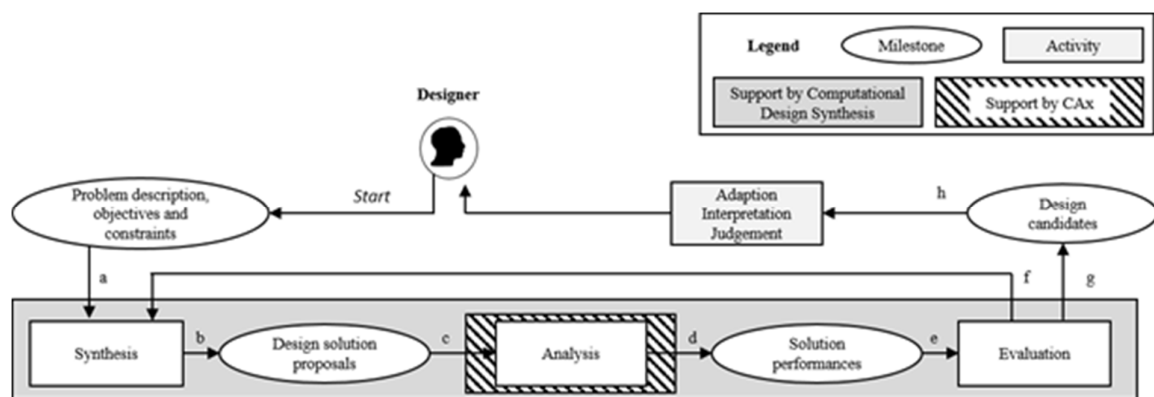 Legend
Milestone
Activity
Support by Computational
Design Synthesis
Support by CAx
Designer
Problem description,
objectives and
constraints
Start
Adaption
Interpretation
Judgement
h
Design
candidates
a
f
g
Synthesis
b
Design solution
proposals
c
Analysis
d
Solution
performances
e
Evaluation